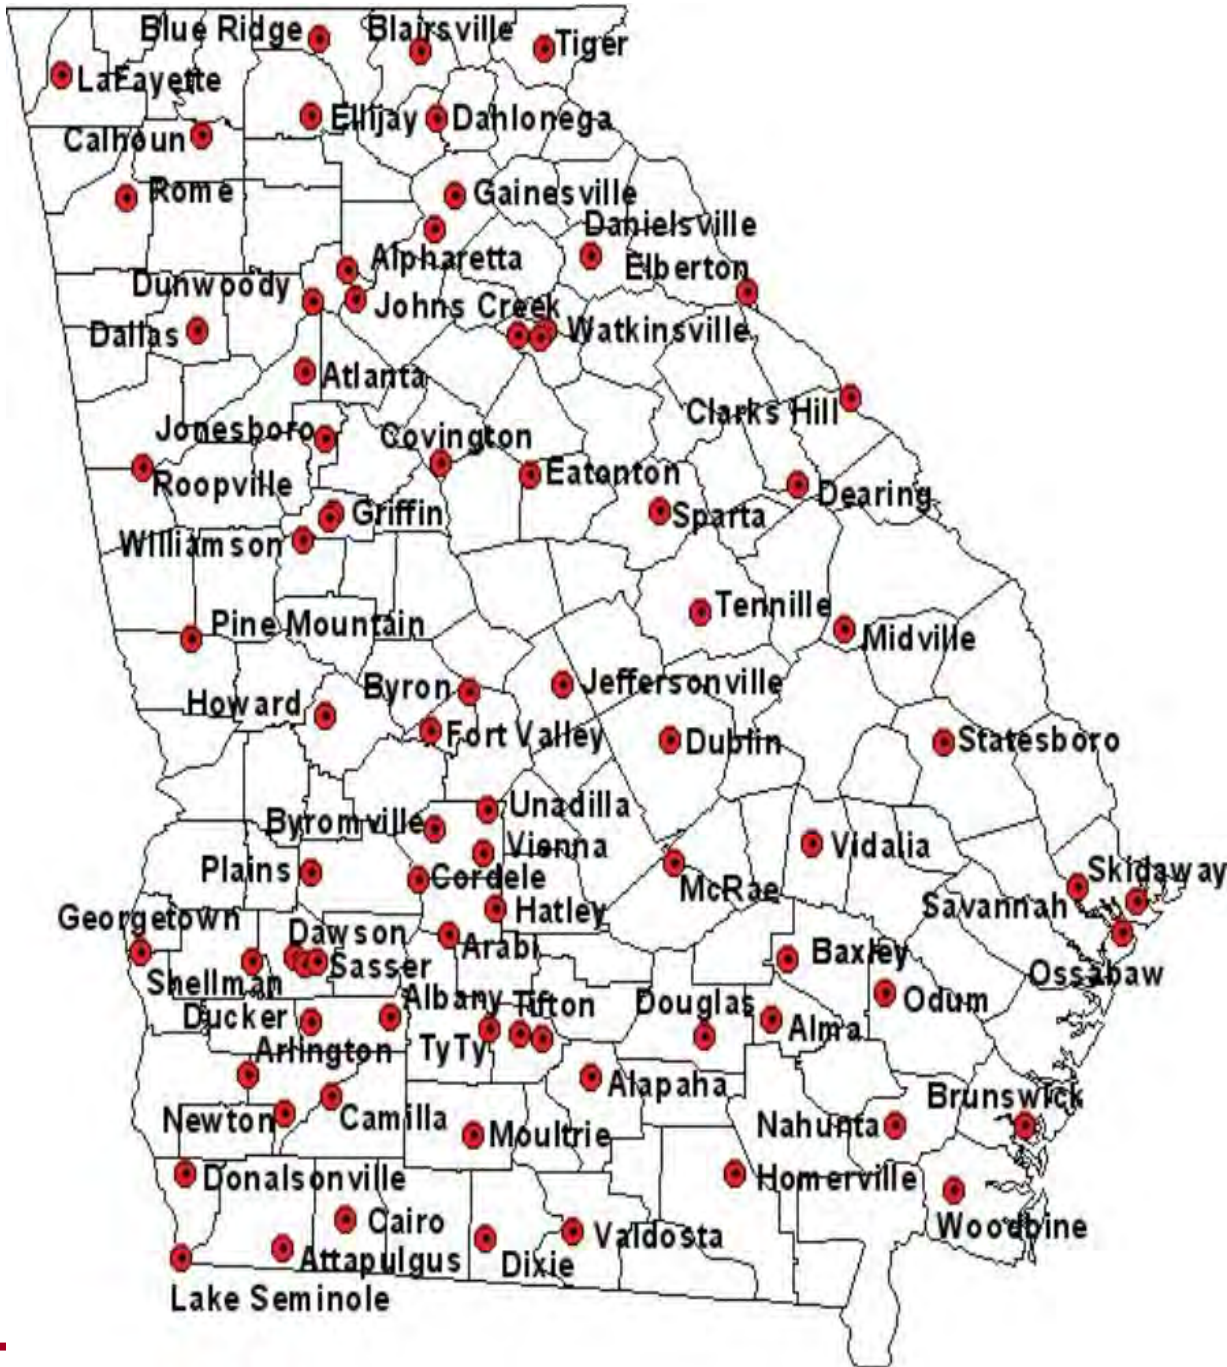 Blue Ridge
Blairsville
Tiger
LaFayette
Ellijay
Dahlonega
Calhoun
Rome
Gainesville
Danielsville
Alpharetta
Elberton
Dunwoody
Johns Creek
Dallas
Watkinsville
Atlanta
Clarks Hill
Jonesboro
Covington
Roopville
Eatonton
Dearing
Griffin
Sparta
Williamson
Tennille
Pine Mountain
Midville
Byron
Jeffersonville
Howard
Fort Valley
Dublin
Statesboro
Unadilla
Byromville
Vienna
Vidalia
Plains
Cordele
McRae
Skidaway
Savannah
Georgetown
Hatley
Dawson
Arabi
Baxley
Sasser
Shellman
Ossabaw
Albany
Tifton
Douglas
Odum
Ducker
Alma
TyTy
Arlington
Alapaha
Brunswick
Newton
Camilla
Moultrie
Nahunta
Donalsonville
Homerville
Cairo
Woodbine
Valdosta
Attapulgus
Dixie
Lake Seminole